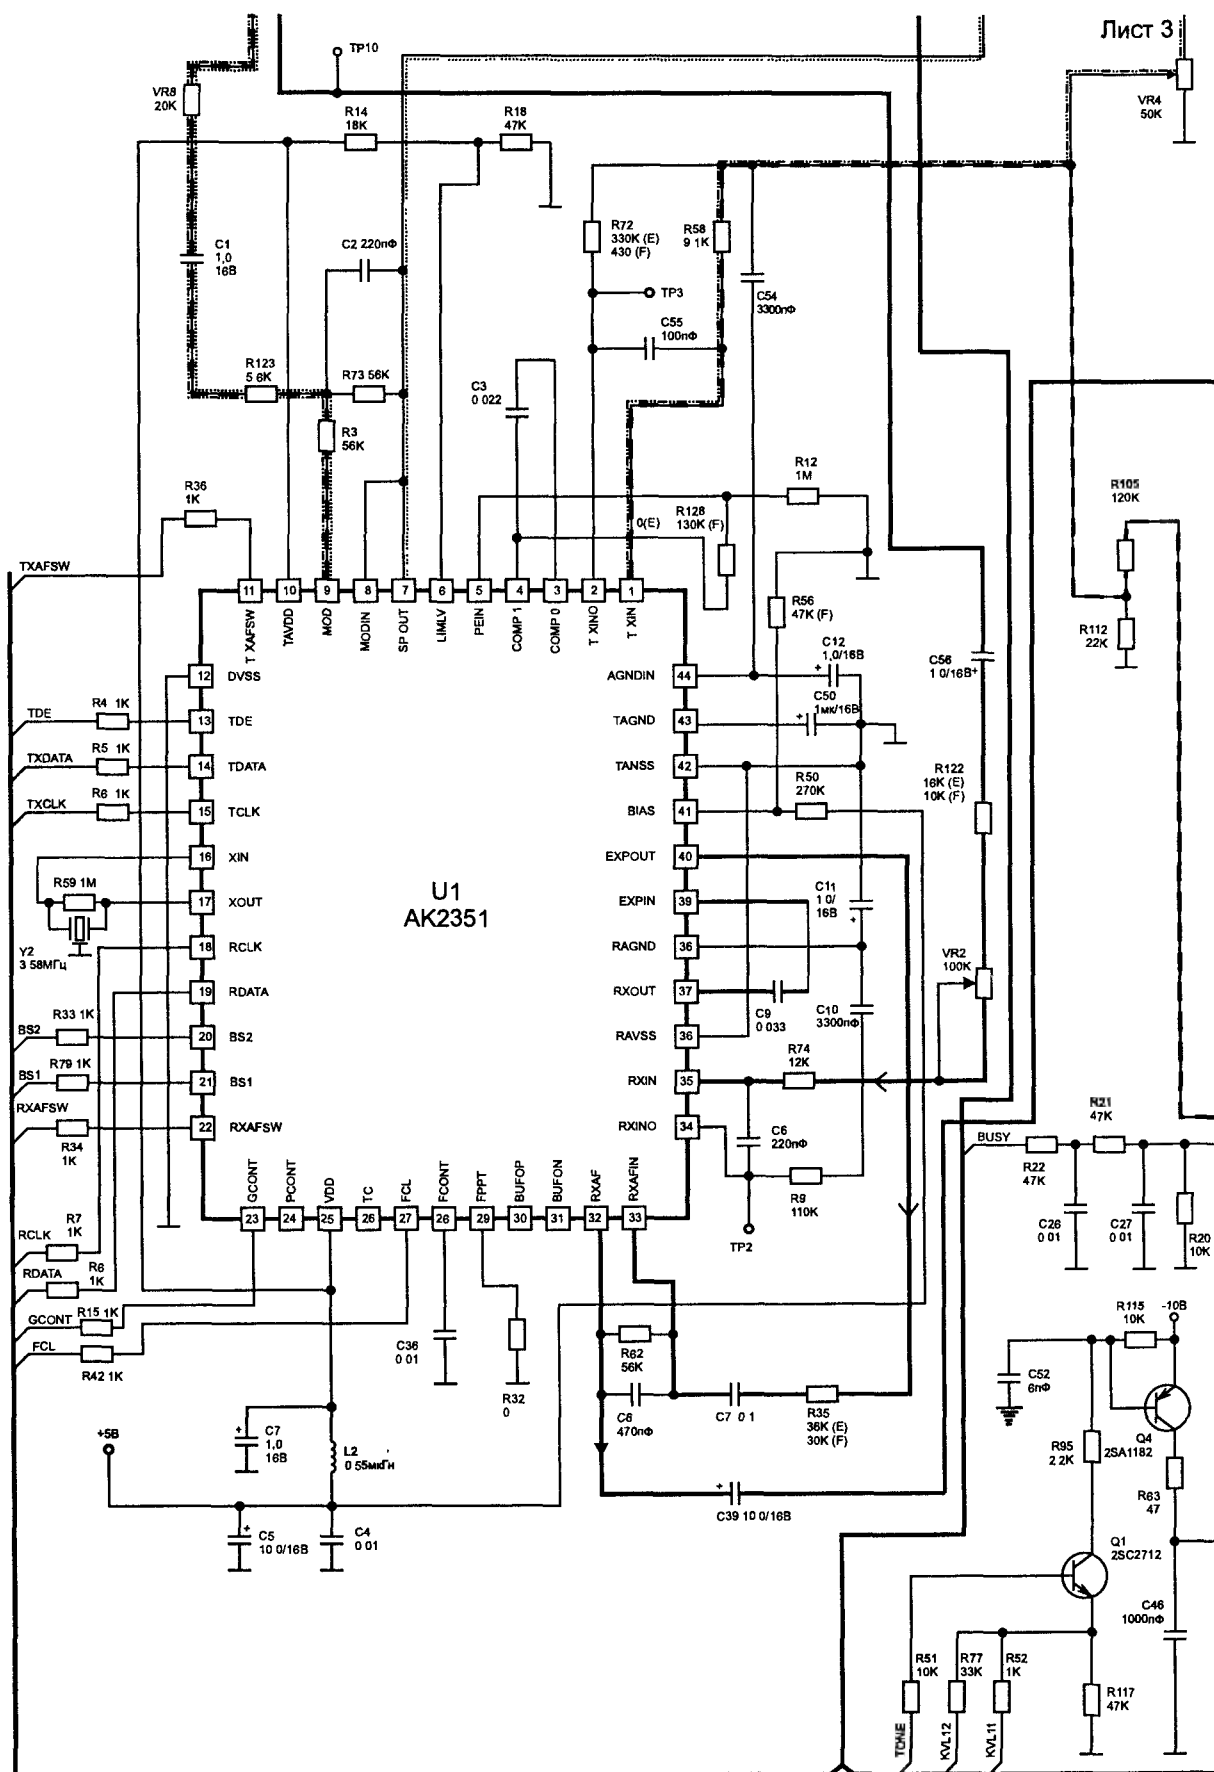 Лист 3
TP10
VR8
20K
R14
18K
R18
47K
VR4
50K
C1
1,0
16В
C2 220пФ
R72
330K (E)
430 (F)
R58
9 1K
TP3
C54
3300пФ
C55
100пФ
R123
5 6K
R73 56K
C3
0 022
R3
56K
R36
1K
R12
1M
R128
0(E)
130K (F)
R105
120K
TXAFSW
11
10
9
8
7
6
5
4
3
2
1
T XAFSW
TAVDD
MOD
MODIN
SP OUT
LIMLV
PEIN
COMP 1
COMP 0
T XINO
T XIN
R56
47K (F)
R112
22K
C12
1,0/16В
C56
1 0/16В
+
12
DVSS
AGNDIN
44
+
C50
1мк/16В
TDE
R4 1K
13
TDE
TAGND
43
+
TXDATA
R5 1K
14
TDATA
TANSS
42
R50
270K
R122
16K (E)
10K (F)
TXCLK
R6 1K
15
TCLK
BIAS
41
16
XIN
EXPOUT
40
R59 1M
17
XOUT
U1
AK2351
EXPIN
39
C11
1 0/
16В
+
Y2
3 58МГц
18
RCLK
RAGND
36
VR2
100K
19
RDATA
RXOUT
37
C9
0 033
C10
3300пФ
BS2
R33 1K
20
BS2
RAVSS
36
R74
12K
BS1
R79 1K
21
BS1
RXIN
35
RXAFSW
R34
1K
22
RXAFSW
RXINO
34
C6
220пФ
R21
47K
BUSY
R22
47K
R9
110K
GCONT
PCONT
VDD
TC
FCL
FCONT
FPPT
BUFOP
BUFON
RXAF
RXAFIN
23
24
25
26
27
26
29
30
31
32
33
TP2
C26
0 01
C27
0 01
R20
10K
RCLK
R7
1K
RDATA
R6
1K
GCONT
R15 1K
FCL
R42 1K
C36
0 01
R32
0
R62
56K
R115
10K
-10В
C52
6пФ
C6
470пФ
C7 0 1
R35
36K (E)
30K (F)
Q4
2SA1182
R95
2 2K
+5В
+
C7
1,0
16В
L2
0 55мкГн
R63
47
+
C39 10 0/16В
+
C5
10 0/16В
C4
0 01
Q1
2SC2712
C46
1000пФ
R51
10K
R77
33K
R52
1K
R117
47K
TONE
KVL12
KVL11